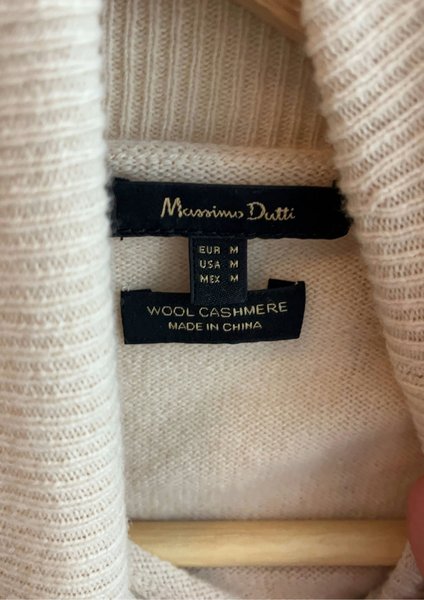 Massimo Dutti
EUR M
USA M
MEX M
WOOL CASHMERE
MADE IN CHINA